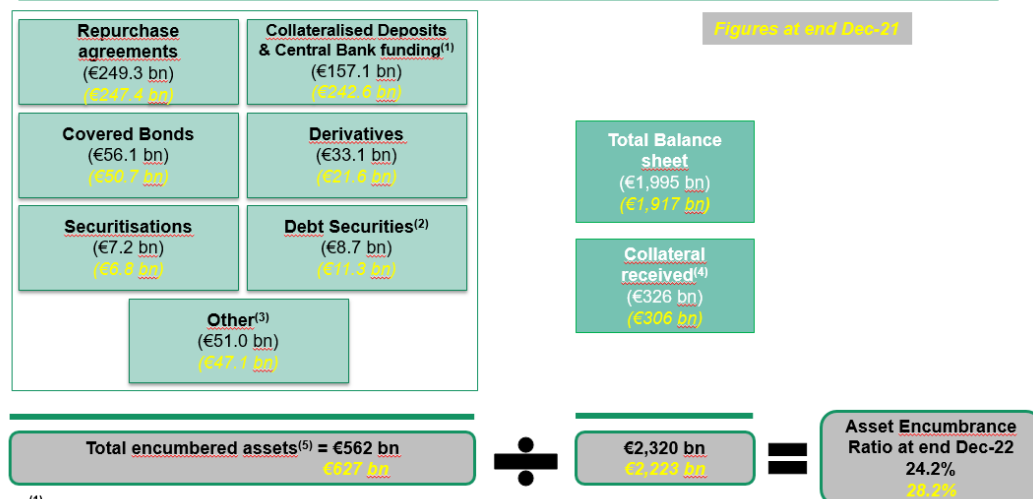 Figures at end Dec-21
Repurchase
agreements
(€249.3 bn)
(€247.4 bn)
Collateralised Deposits
& Central Bank funding(1)
(€157.1 bn)
(€242.6 bn)
Covered Bonds
(€56.1 bn)
(€50.7 bn)
Derivatives
(€33.1 bn)
(€21.6 bn)
Securitisations
(€7.2 bn)
(€6.8 bn)
Debt Securities(2)
(€8.7 bn)
(€11.3 bn)
Other(3)
(€51.0 bn)
(€47.1 bn)
Total Balance
sheet
(€1,995 bn)
(€1,917 bn)
Collateral
received(4)
(€326 bn)
(€306 bn)
Total encumbered assets(5) = €562 bn
€627 bn
÷
€2,320 bn
€2,223 bn
=
Asset Encumbrance
Ratio at end Dec-22
24.2%
28.2%
(1)